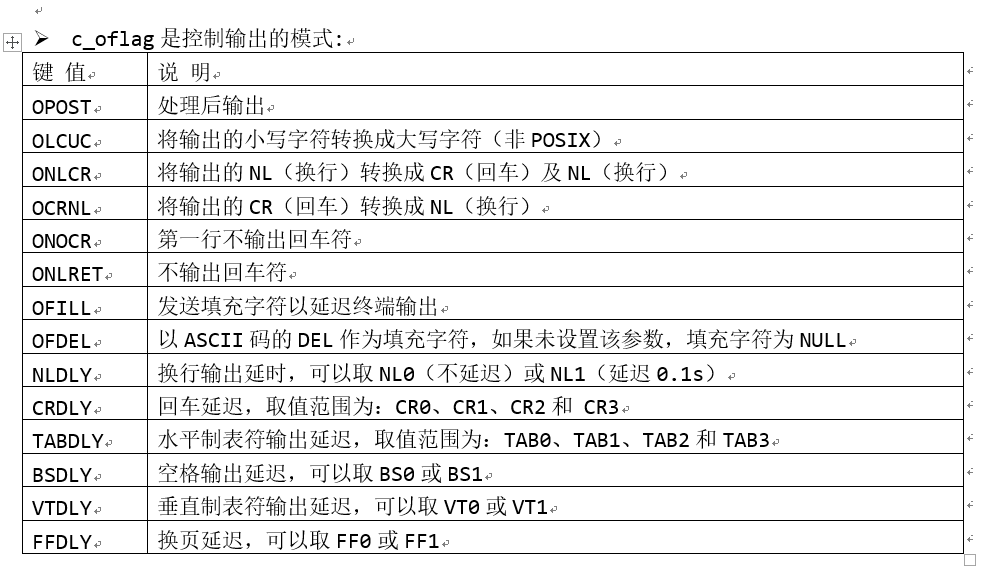 ➢ c_oflag 是控制输出的模式:
键 值 说 明
OPOST 处理后输出
OLCUC 将输出的小写字符转换成大写字符（非 POSIX）
ONLCR 将输出的 NL（换行）转换成 CR（回车）及 NL（换行）
OCRNL 将输出的 CR（回车）转换成 NL（换行）
ONOCR 第一行不输出回车符
ONLRET 不输出回车符
OFILL 发送填充字符以延迟终端输出
OFDEL 以 ASCII 码的 DEL 作为填充字符，如果未设置该参数，填充字符为 NULL
NLDLY 换行输出延时，可以取 NL0（不延迟）或 NL1（延迟 0.1s）
CRDLY 回车延迟，取值范围为：CR0、CR1、CR2 和 CR3
TABDLY 水平制表符输出延迟，取值范围为：TAB0、TAB1、TAB2 和 TAB3
BSDLY 空格输出延迟，可以取 BS0 或 BS1
VTDLY 垂直制表符输出延迟，可以取 VT0 或 VT1
FFDLY 换页延迟，可以取 FF0 或 FF1